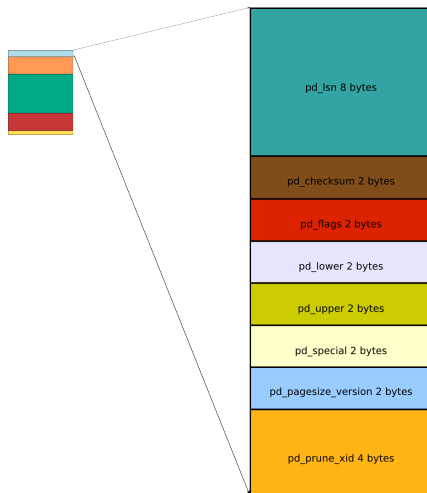 pd_lsn 8 bytes
pd_checksum 2 bytes
pd_flags 2 bytes
pd_lower 2 bytes
pd_upper 2 bytes
pd_special 2 bytes
pd_pagesize_version 2 bytes
pd_prune_xid 4 bytes